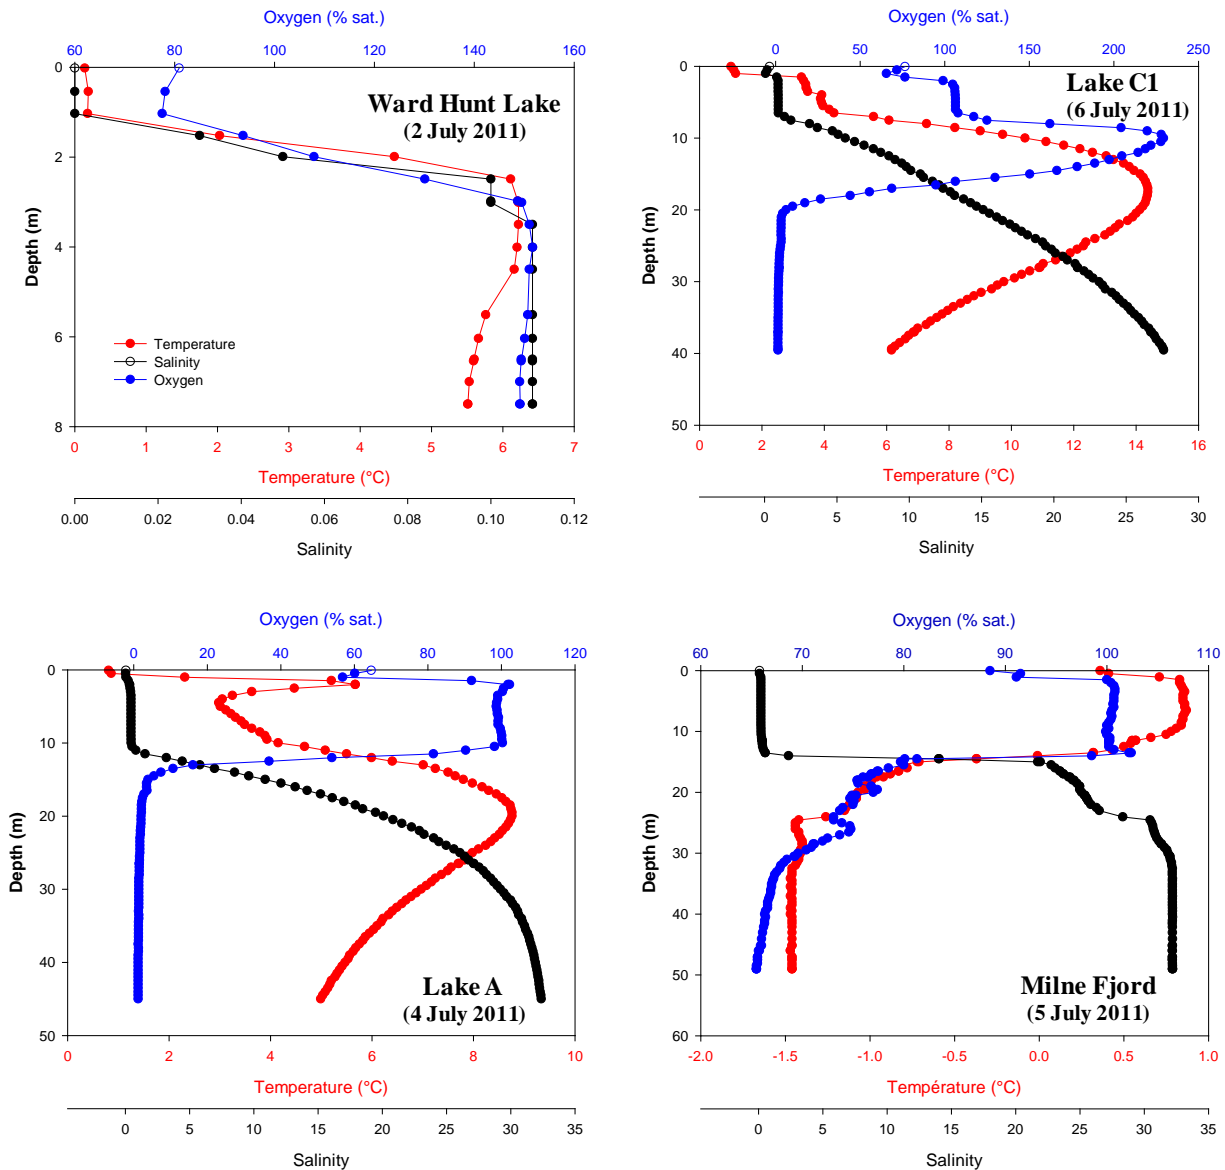 Oxygen (% sat.)
60 80 100 120 140 160
0
2
4
6
8
Depth (m)
Ward Hunt Lake
(2 July 2011)
Temperature
Salinity
Oxygen
0 1 2 3 4 5 6 7
Temperature (°C)
0.00 0.02 0.04 0.06 0.08 0.10 0.12
Salinity
Oxygen (% sat.)
0 50 100 150 200 250
0
10
20
30
40
50
Depth (m)
Lake C1
(6 July 2011)
0 2 4 6 8 10 12 14 16
Temperature (°C)
0 5 10 15 20 25 30
Salinity
Oxygen (% sat.)
0 20 40 60 80 100 120
0
10
20
30
40
50
Depth (m)
Lake A
(4 July 2011)
0 2 4 6 8 10
Temperature (°C)
0 5 10 15 20 25 30 35
Salinity
Oxygen (% sat.)
60 70 80 90 100 110
0
10
20
30
40
50
60
Depth (m)
Milne Fjord
(5 July 2011)
-2.0 -1.5 -1.0 -0.5 0.0 0.5 1.0
Température (°C)
0 5 10 15 20 25 30 35
Salinity